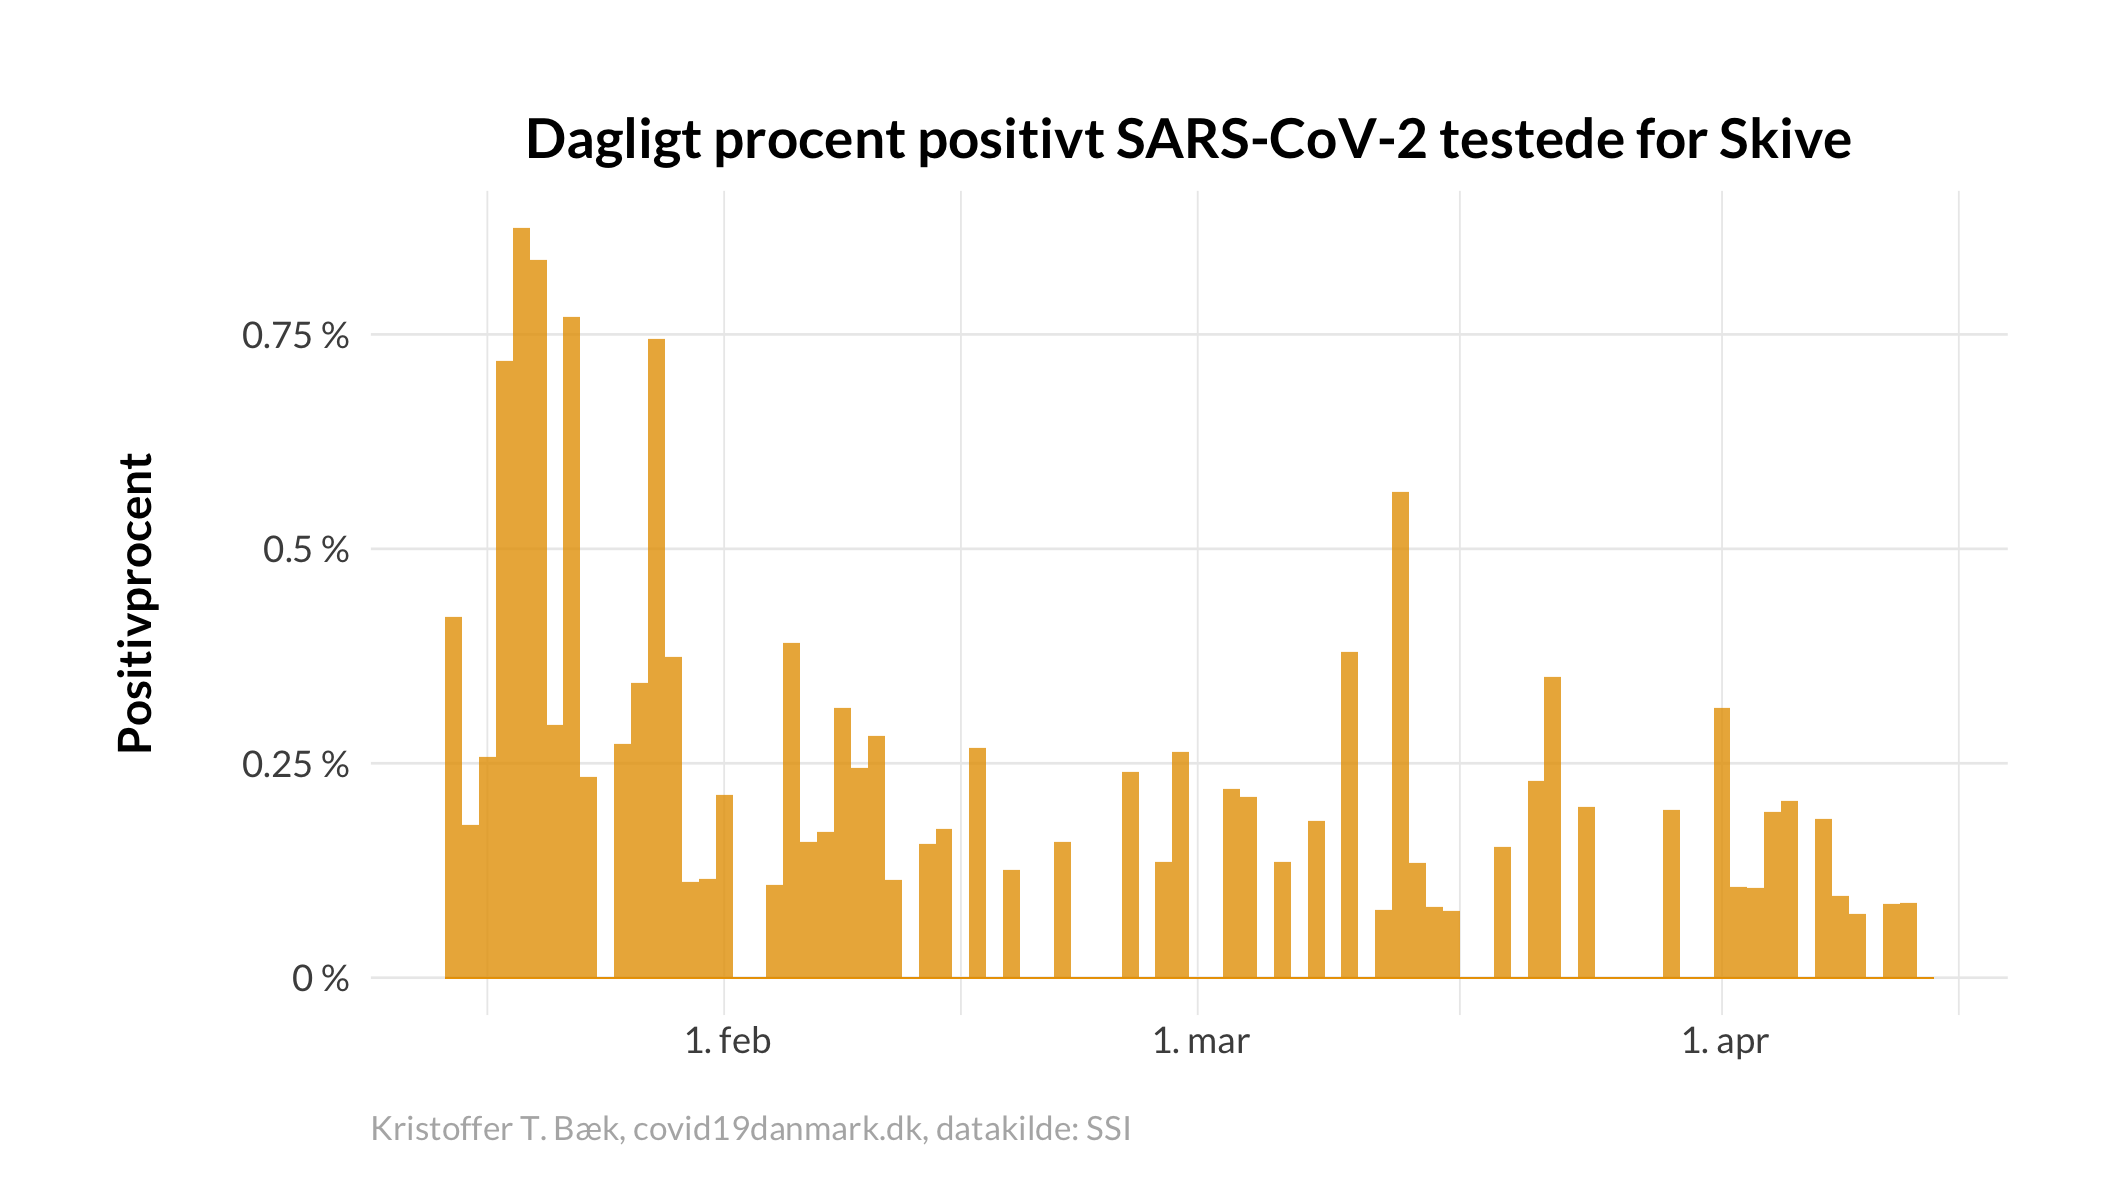 Dagligt procent positivt SARS-CoV-2 testede for Skive
Positivprocent
0.75 %
0.5 %
0.25 %
0 %
1. feb
1. mar
1. apr
Kristoffer T. Bæk, covid19danmark.dk, datakilde: SSI